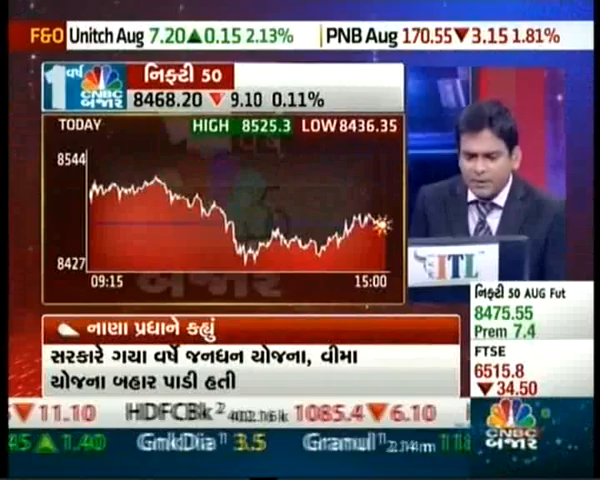 F&O Unitch Aug 7.20▲0.15 2.13% PNB Aug 170.55▼3.15 1.81%
1 વર્ષ
CNBC
બજાર
નિફ્ટી 50
8468.20 ▼ 9.10 0.11%
TODAY HIGH 8525.3 LOW 8436.35
8544
8427
09:15 15:00
ITL
નિફ્ટી 50 AUG Fut
8475.55
Prem 7.4
FTSE
6515.8
▼34.50
નાણા પ્રધાને કહ્યું
સરકારે ગયા વર્ષે જનધન યોજના, વીમા
યોજના બહાર પાડી હતી
▼11.10 HDFCBk 1085.4▼6.10
45▲1.40 GnkDia 3.5 Granul
CNBC
બજાર